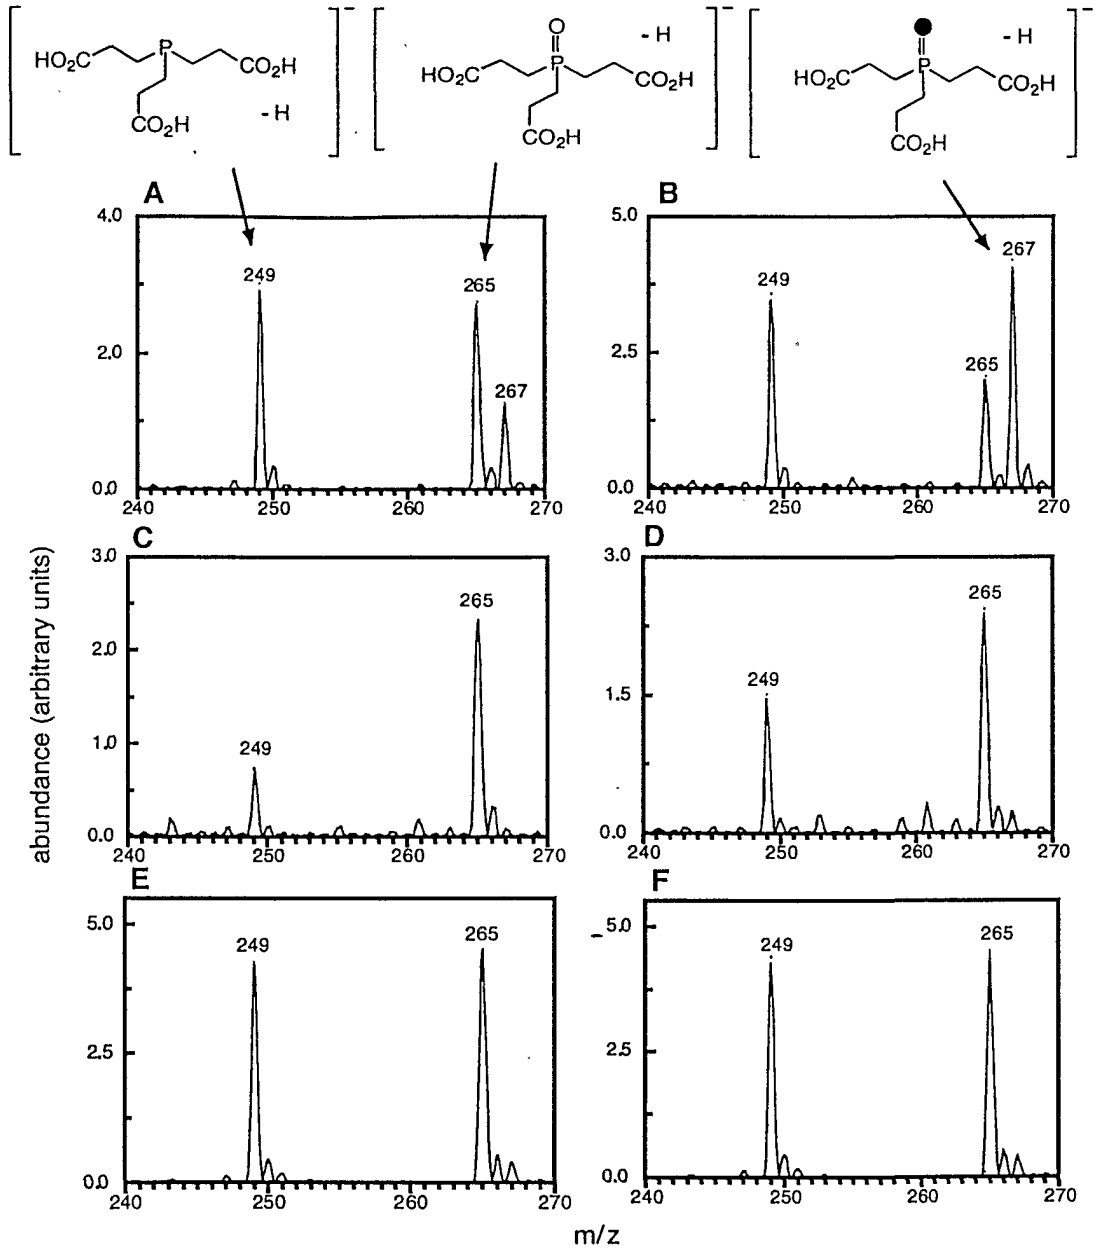 O
P
P
P
HO₂C
CO₂H
CO₂H
- H
–
HO₂C
CO₂H
CO₂H
- H
–
HO₂C
CO₂H
CO₂H
- H
–
A
4.0
2.0
0.0
249
265
267
240
250
260
270
B
5.0
2.5
0.0
249
265
267
240
250
260
270
abundance (arbitrary units)
C
3.0
2.0
1.0
0.0
249
265
240
250
260
270
D
3.0
1.5
0.0
249
265
240
250
260
270
E
5.0
2.5
0.0
249
265
240
250
260
270
F
5.0
2.5
0.0
249
265
240
250
260
270
m/z